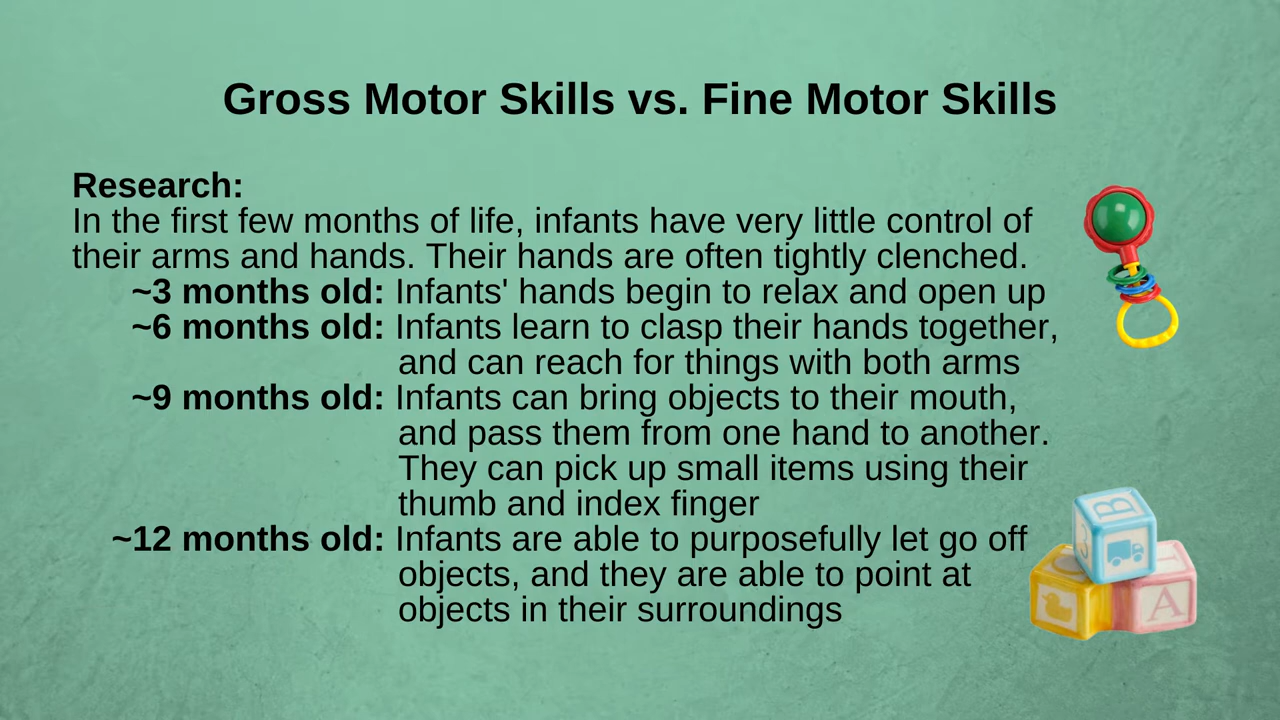 Gross Motor Skills vs. Fine Motor Skills
Research:
In the first few months of life, infants have very little control of
their arms and hands. Their hands are often tightly clenched.
~3 months old: Infants' hands begin to relax and open up
~6 months old: Infants learn to clasp their hands together,
and can reach for things with both arms
~9 months old: Infants can bring objects to their mouth,
and pass them from one hand to another.
They can pick up small items using their
thumb and index finger
~12 months old: Infants are able to purposefully let go off
objects, and they are able to point at
objects in their surroundings
B
A